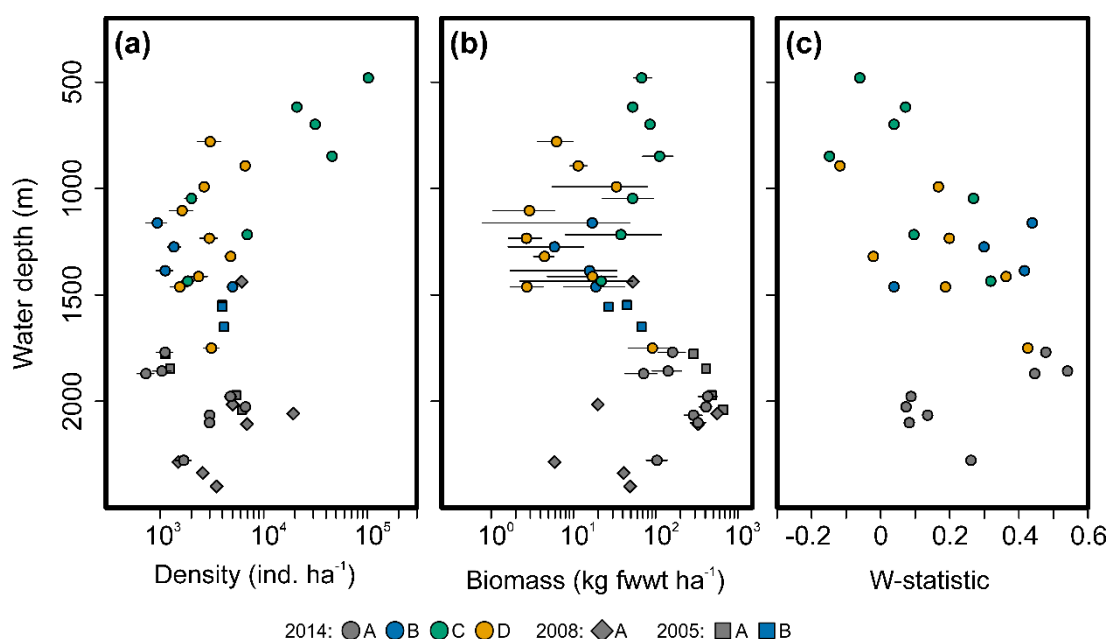 (a) (b) (c)
Water depth (m)
500
1000
1500
2000
10³ 10⁴ 10⁵
10⁰ 10¹ 10² 10³
-0.2 0 0.2 0.4 0.6
Density (ind. ha⁻¹) Biomass (kg fwwt ha⁻¹) W-statistic
2014: A B C D 2008: A 2005: A B